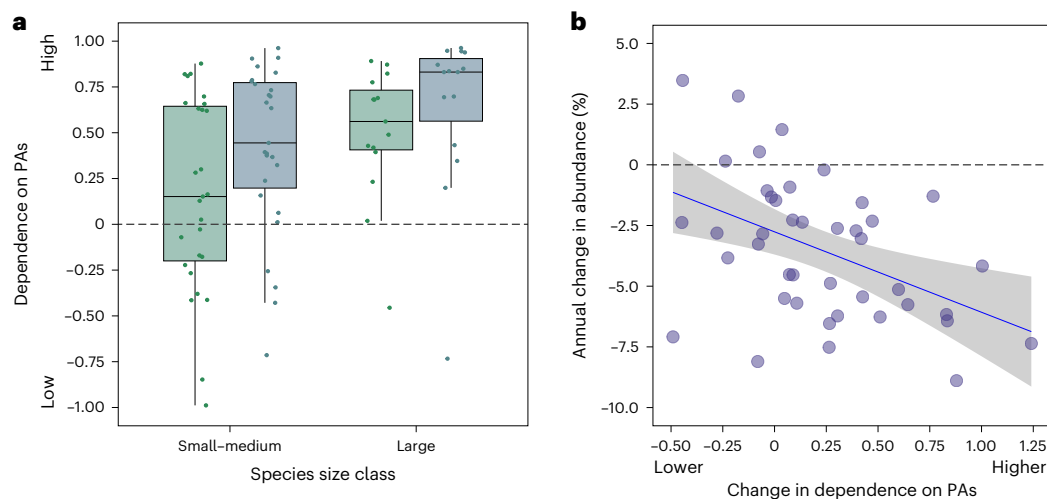 a
High
1.00
0.75
0.50
0.25
0
−0.25
−0.50
−0.75
−1.00
Low
Dependence on PAs
Small–medium
Large
Species size class
b
5.0
2.5
0
−2.5
−5.0
−7.5
−10.0
Annual change in abundance (%)
−0.50
−0.25
0
0.25
0.50
0.75
1.00
1.25
Lower
Higher
Change in dependence on PAs